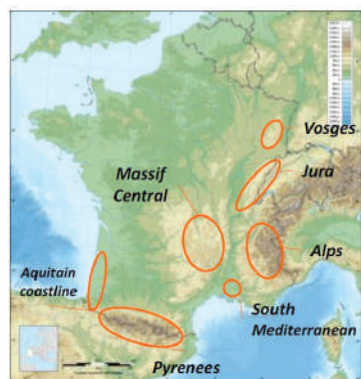 Vosges
Jura
Massif
Central
Alps
Aquitain
coastline
South
Mediterranean
Pyrenees